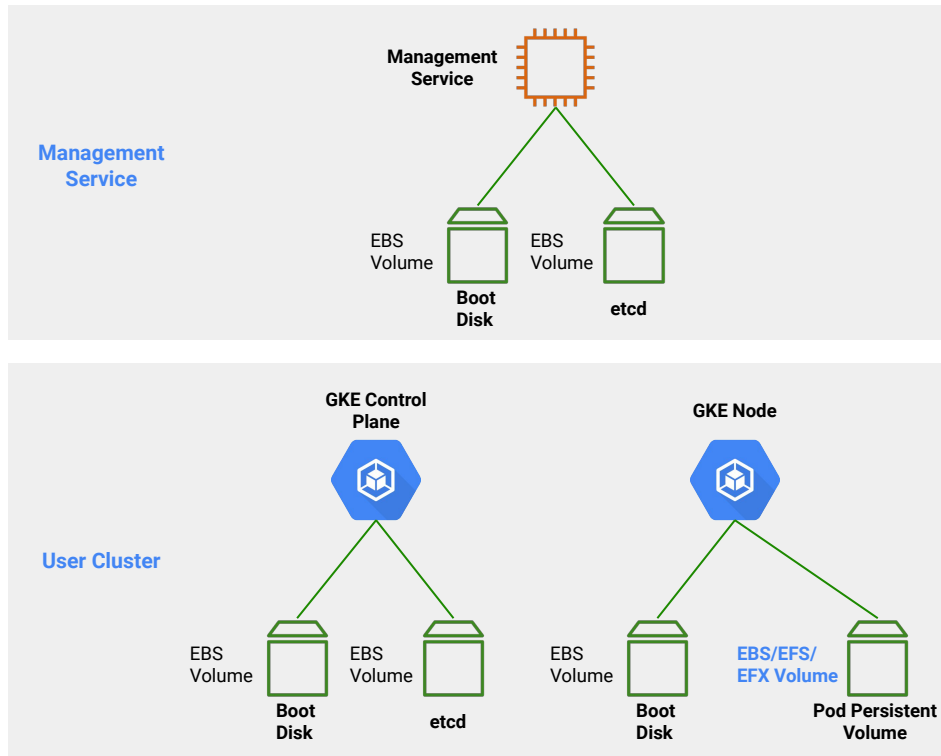 Management
Service
Management
Service
EBS
Volume
EBS
Volume
Boot
Disk
etcd
GKE Control
Plane
GKE Node
User Cluster
EBS
Volume
EBS
Volume
EBS
Volume
EBS/EFS/
EFX Volume
Boot
Disk
etcd
Boot
Disk
Pod Persistent
Volume